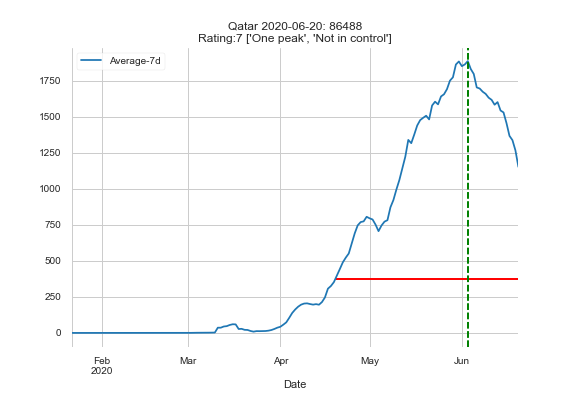 Qatar 2020-06-20: 86488
Rating:7 ['One peak', 'Not in control']
Average-7d
1750
1500
1250
1000
750
500
250
0
Feb Mar Apr May Jun
2020
Date